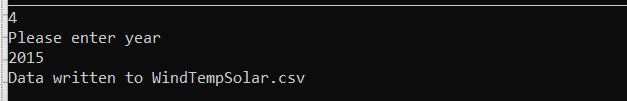 4
Please enter year
2015
Data written to WindTempSolar.csv